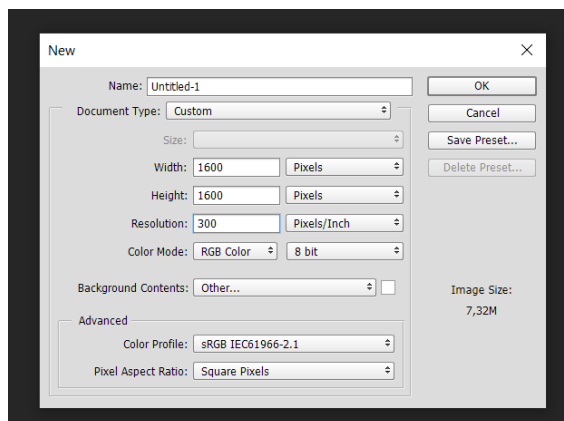 New
Name: Untitled-1
OK
Document Type: Custom
Cancel
Size:
Save Preset...
Width: 1600 Pixels
Delete Preset...
Height: 1600 Pixels
Resolution: 300 Pixels/Inch
Color Mode: RGB Color 8 bit
Background Contents: Other...
Image Size:
7,32M
Advanced
Color Profile: sRGB IEC61966-2.1
Pixel Aspect Ratio: Square Pixels